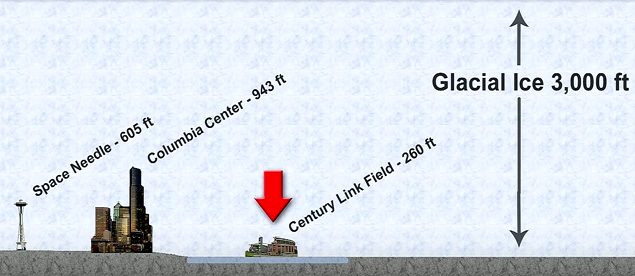 Glacial Ice 3,000 ft
Space Needle - 605 ft
Columbia Center - 943 ft
Century Link Field - 260 ft